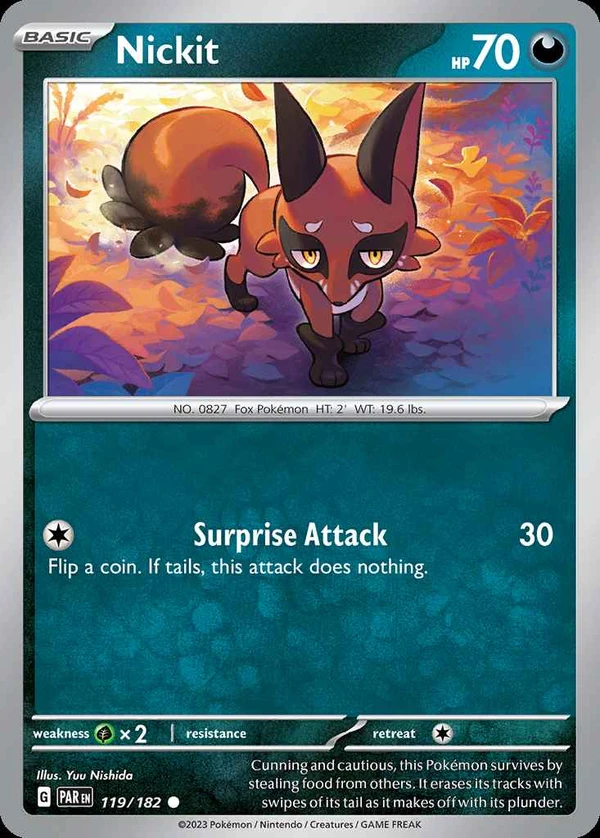 BASIC
Nickit
HP 70
NO. 0827 Fox Pokémon HT: 2' WT: 19.6 lbs.
Surprise Attack 30
Flip a coin. If tails, this attack does nothing.
weakness ×2 resistance retreat
Illus. Yuu Nishida
G PAR EN 119/182
Cunning and cautious, this Pokémon survives by
stealing food from others. It erases its tracks with
swipes of its tail as it makes off with its plunder.
©2023 Pokémon / Nintendo / Creatures / GAME FREAK